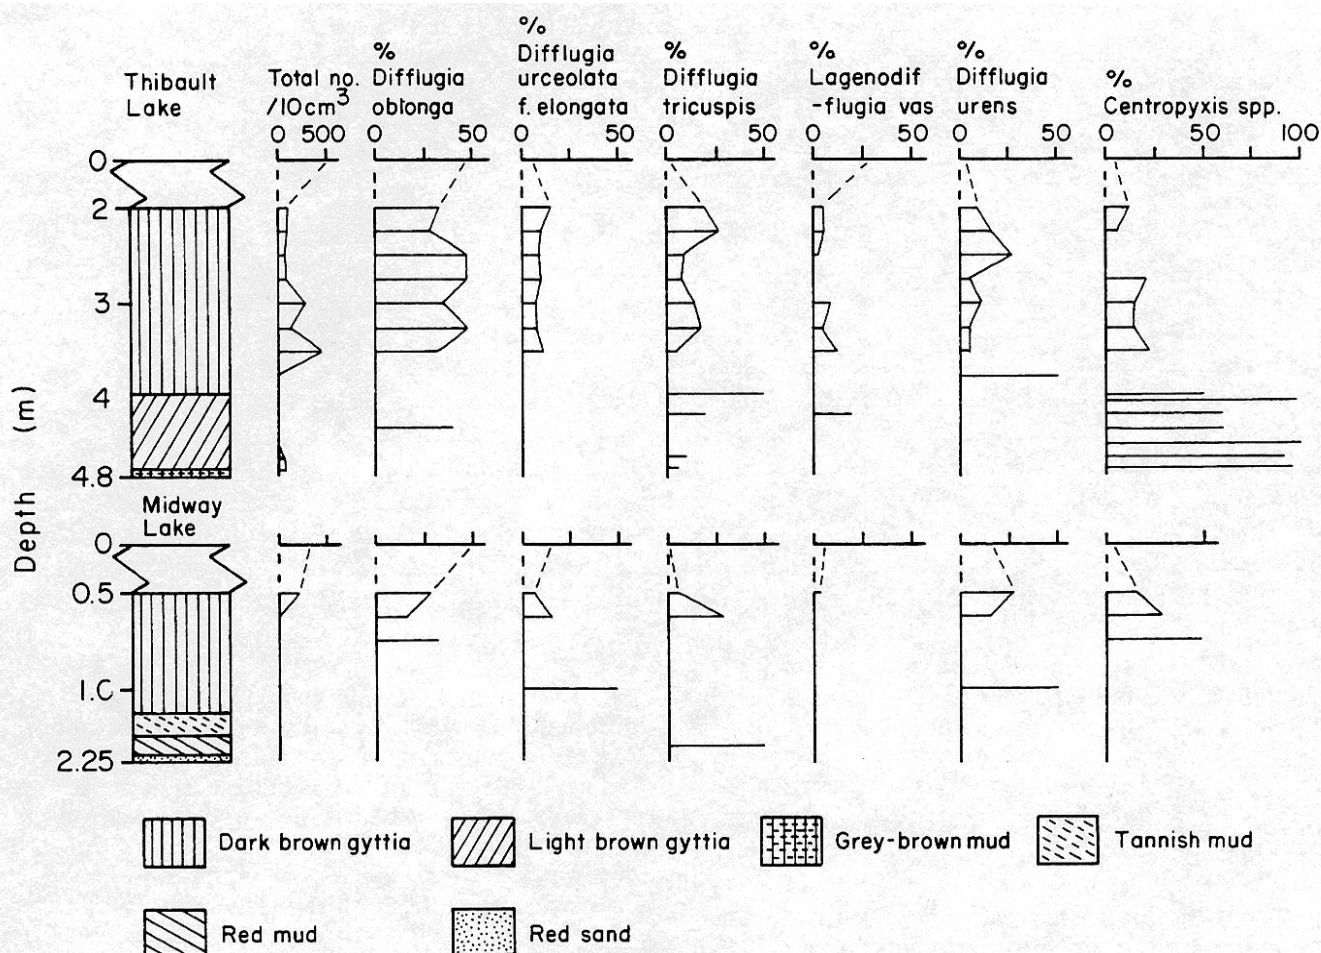 Thibault
Lake
Total no.
/10cm3
%
Difflugia
oblonga
%
Difflugia
urceolata
f. elongata
%
Difflugia
tricuspis
%
Lagenodif
-flugia vas
%
Difflugia
urens
%
Centropyxis spp.
0 500
0 50
0
0 50
0 50
0 50
0 50 100
0
2
3
4
4.8
Depth (m)
Midway
Lake
0
0.5
1.0
2.25
Dark brown gyttia
Light brown gyttia
Grey-brown mud
Tannish mud
Red mud
Red sand